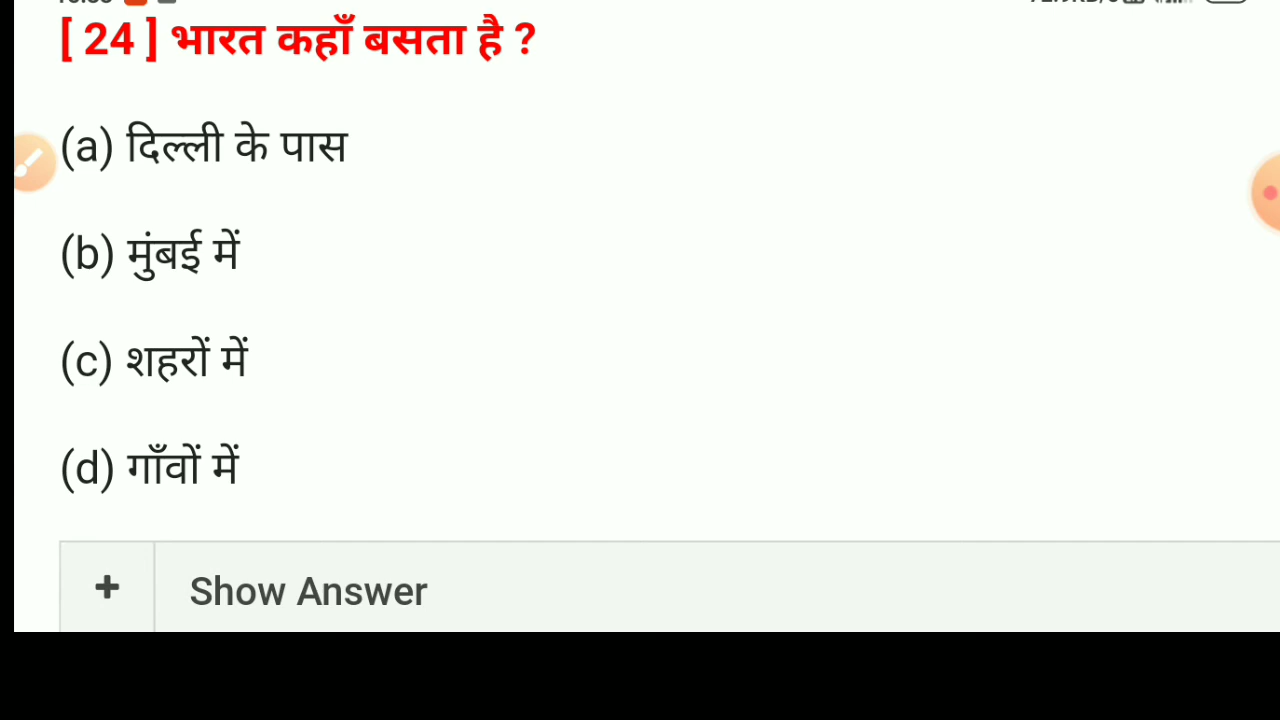 [ 24 ] भारत कहाँ बसता है ?
(a) दिल्ली के पास
(b) मुंबई में
(c) शहरों में
(d) गाँवों में
+ Show Answer